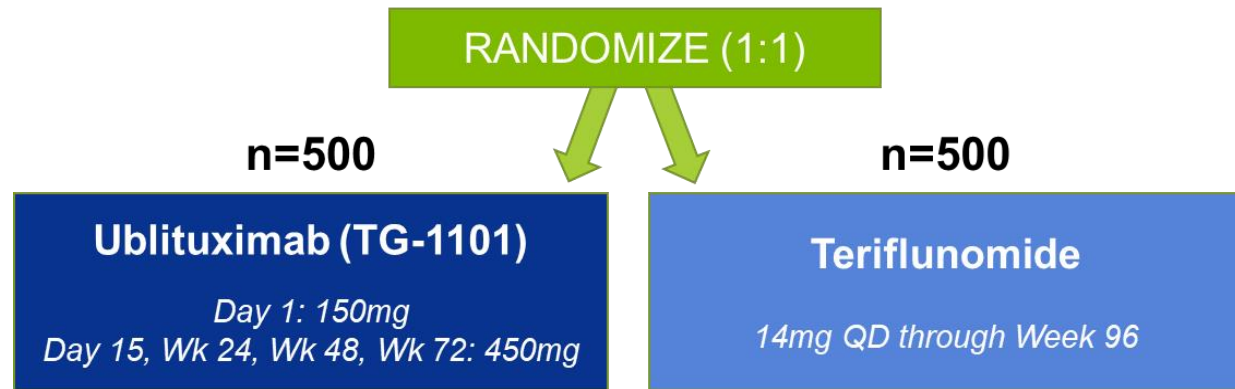 RANDOMIZE (1:1)
n=500
n=500
Ublituximab (TG-1101)
Day 1: 150mg
Day 15, Wk 24, Wk 48, Wk 72: 450mg
Teriflunomide
14mg QD through Week 96